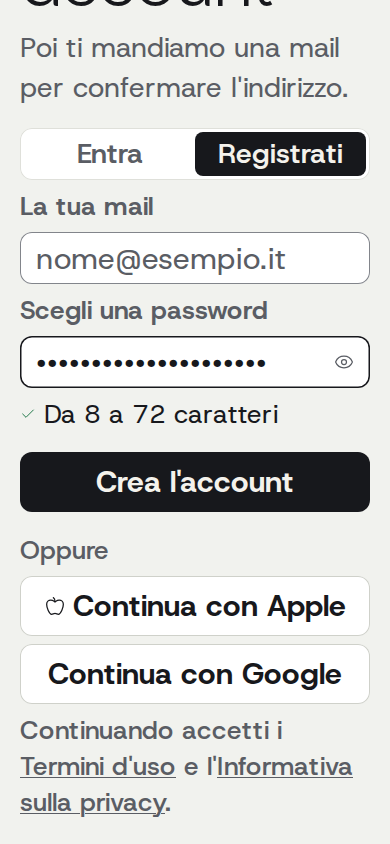 account
Poi ti mandiamo una mail
per confermare l'indirizzo.
Entra
Registrati
La tua mail
nome@esempio.it
Scegli una password
•••••••••••••••••••••
Da 8 a 72 caratteri
Crea l'account
Oppure
Continua con Apple
Continua con Google
Continuando accetti i
Termini d'uso e l'Informativa
sulla privacy.